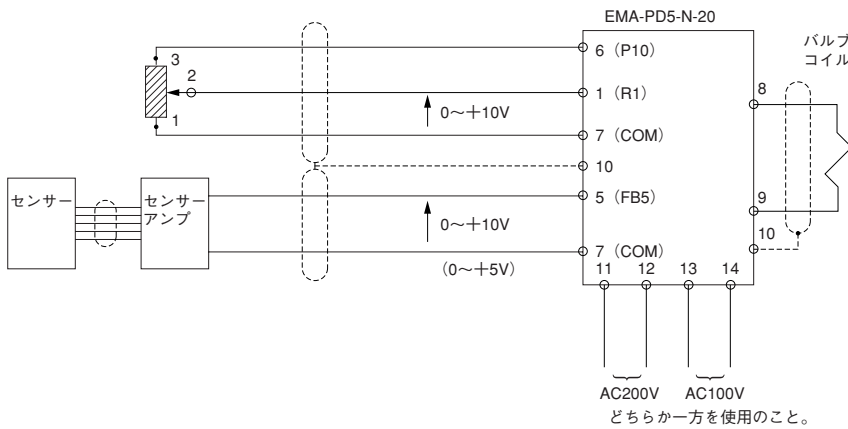 EMA-PD5-N-20
バルブ
コイル
3
6（P10）
2
1（R1）
8
0〜＋10V
1
7（COM）
10
センサー
センサー
アンプ
5（FB5）
9
0〜＋10V
10
（0〜＋5V）
7（COM）
11 12 13 14
AC200V AC100V
どちらか一方を使用のこと。